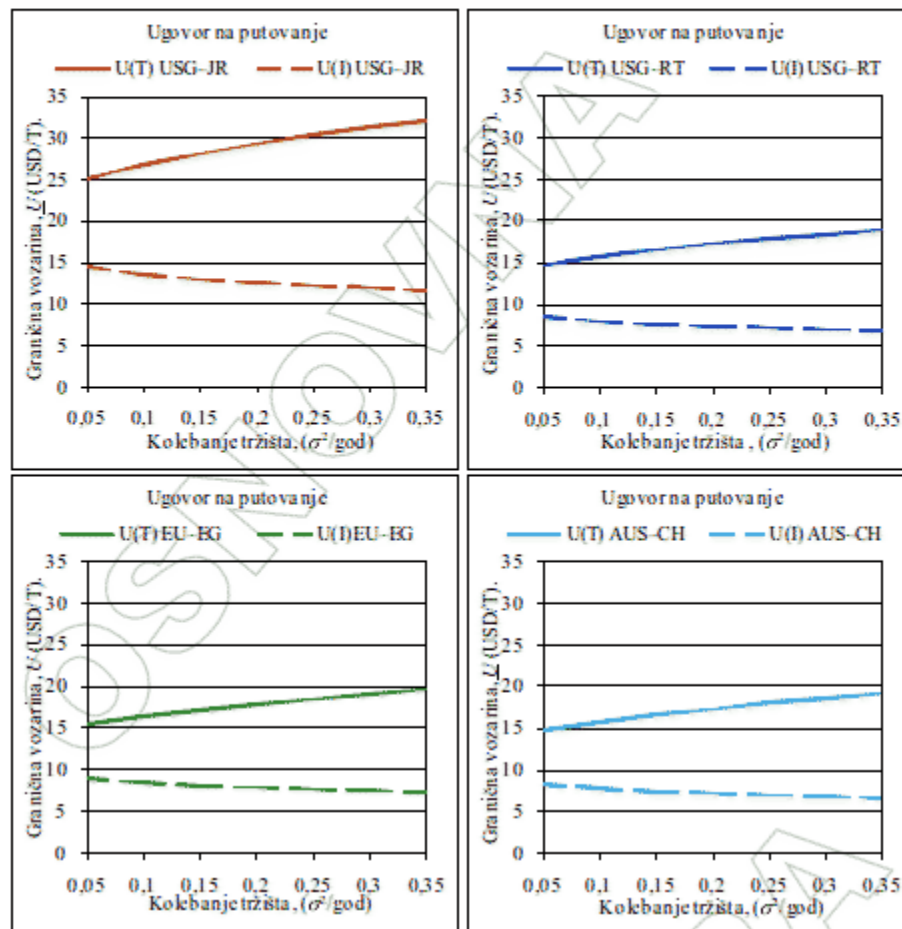 Ugovor na putovanje
U(T) USG-JR U(I) USG-JR
Granična vozarina, U (USD/T).
35
30
25
20
15
10
5
0
0,05 0,1 0,15 0,2 0,25 0,3 0,35
Kolebanje tržišta, (σ²/god)
Ugovor na putovanje
U(T) USG-RT U(I) USG-RT
Granična vozarina, U (USD/T).
35
30
25
20
15
10
5
0
0,05 0,1 0,15 0,2 0,25 0,3 0,35
Kolebanje tržišta, (σ²/god)
Ugovor na putovanje
U(T) EU-EG U(I) EU-EG
Granična vozarina, U (USD/T).
35
30
25
20
15
10
5
0
0,05 0,1 0,15 0,2 0,25 0,3 0,35
Kolebanje tržišta, (σ²/god)
Ugovor na putovanje
U(T) AUS-CH U(I) AUS-CH
Granična vozarina, U (USD/T).
35
30
25
20
15
10
5
0
0,05 0,1 0,15 0,2 0,25 0,3 0,35
Kolebanje tržišta, (σ²/god)
OSNOVNA